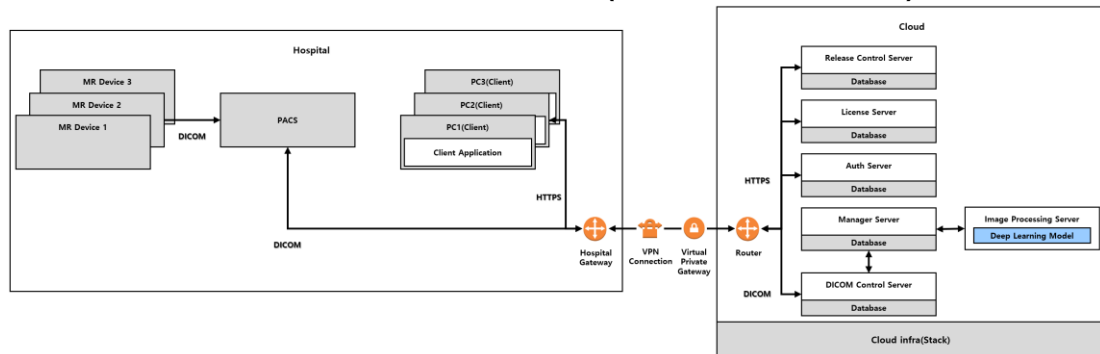 Hospital
MR Device 3
MR Device 2
MR Device 1
DICOM
PACS
PC3(Client)
PC2(Client)
PC1(Client)
Client Application
HTTPS
DICOM
Hospital
Gateway
VPN
Connection
Virtual
Private
Gateway
Router
Cloud
Release Control Server
Database
License Server
Database
Auth Server
Database
HTTPS
Manager Server
Database
Image Processing Server
Deep Learning Model
DICOM Control Server
Database
DICOM
Cloud infra(Stack)